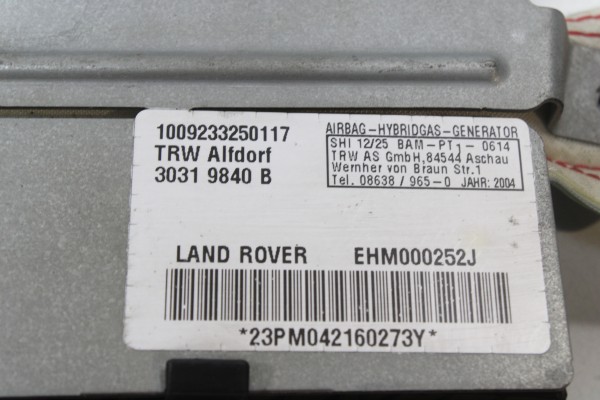 1009233250117
TRW Alfdorf
3031 9840 B
AIRBAG-HYBRIDGAS-GENERATOR
SHI 12/25 BAM-PT1-0614
TRW AS GmbH,84544 Aschau
Wernher von Braun Str.1
Tel. 08638 / 965-0 JAHR: 2004
LAND ROVER EHM000252J
*23PM042160273Y*